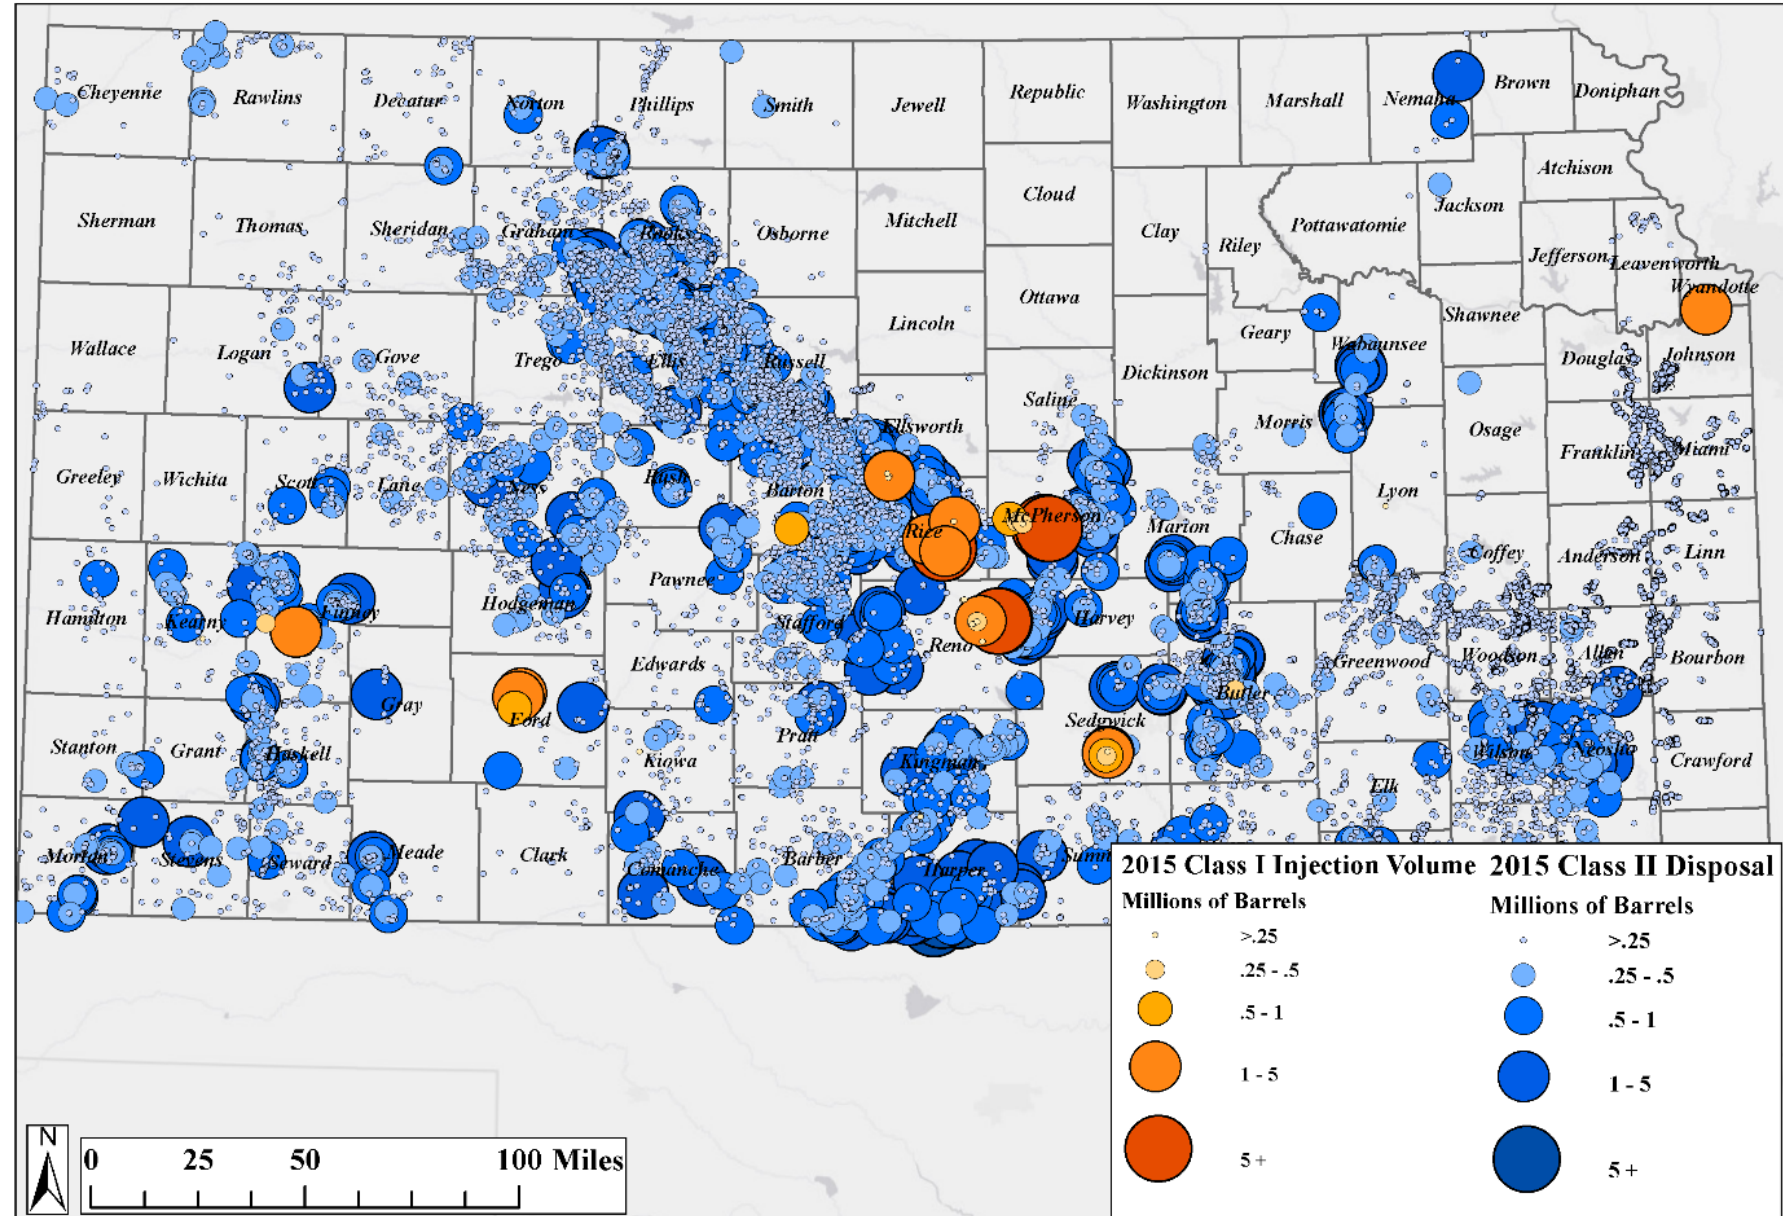 Cheyenne
Rawlins
Decatur
Norton
Phillips
Smith
Jewell
Republic
Washington
Marshall
Nemaha
Brown
Doniphan
Atchison
Sherman
Thomas
Sheridan
Graham
Rooks
Osborne
Mitchell
Cloud
Clay
Riley
Pottawatomie
Jackson
Jefferson
Leavenworth
Wyandotte
Wallace
Logan
Gove
Trego
Ellis
Russell
Lincoln
Ottawa
Saline
Dickinson
Geary
Wabaunsee
Shawnee
Douglas
Johnson
Greeley
Wichita
Scott
Lane
Ness
Rush
Barton
Ellsworth
Rice
McPherson
Marion
Morris
Chase
Lyon
Osage
Franklin
Miami
Hamilton
Kearny
Finney
Hodgeman
Pawnee
Stafford
Reno
Harvey
Coffey
Anderson
Linn
Edwards
Gray
Ford
Kiowa
Pratt
Kingman
Sedgwick
Butler
Greenwood
Woodson
Allen
Bourbon
Stanton
Grant
Haskell
Elk
Wilson
Neosho
Crawford
Morton
Stevens
Seward
Meade
Clark
Comanche
Barber
Harper
Sumn
2015 Class I Injection Volume 2015 Class II Disposal
Millions of Barrels Millions of Barrels
>.25 >.25
.25 - .5 .25 - .5
.5 - 1 .5 - 1
1 - 5 1 - 5
5 + 5 +
N
0 25 50 100 Miles